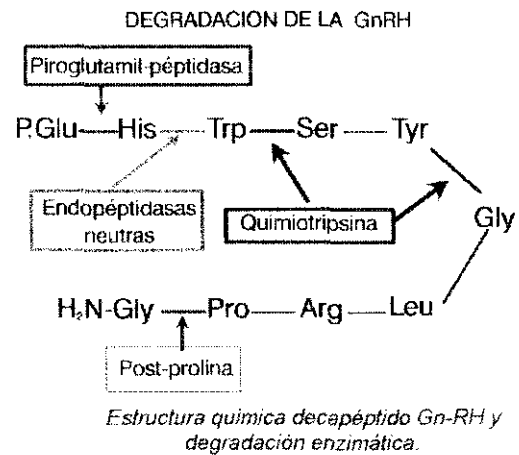 DEGRADACION DE LA GnRH
Piroglutamil-péptidasa
P.Glu—His—Trp—Ser—Tyr
Endopéptidasas
neutras
Quimiotripsina
Gly
H₂N-Gly—Pro—Arg—Leu
Post-prolina
Estructura química decapéptido Gn-RH y
degradación enzimática.